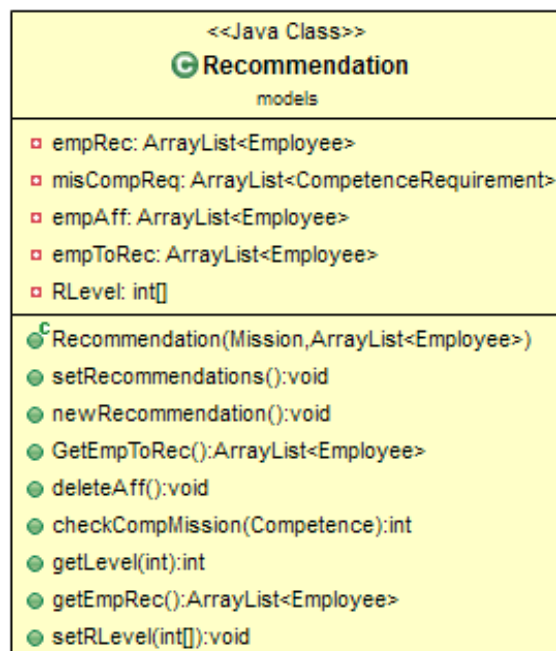 <<Java Class>>
C Recommendation
models
empRec: ArrayList<Employee>
misCompReq: ArrayList<CompetenceRequirement>
empAff: ArrayList<Employee>
empToRec: ArrayList<Employee>
RLevel: int[]
C Recommendation(Mission,ArrayList<Employee>)
setRecommendations():void
newRecommendation():void
GetEmpToRec():ArrayList<Employee>
deleteAff():void
checkCompMission(Competence):int
getLevel(int):int
getEmpRec():ArrayList<Employee>
setRLevel(int[]):void